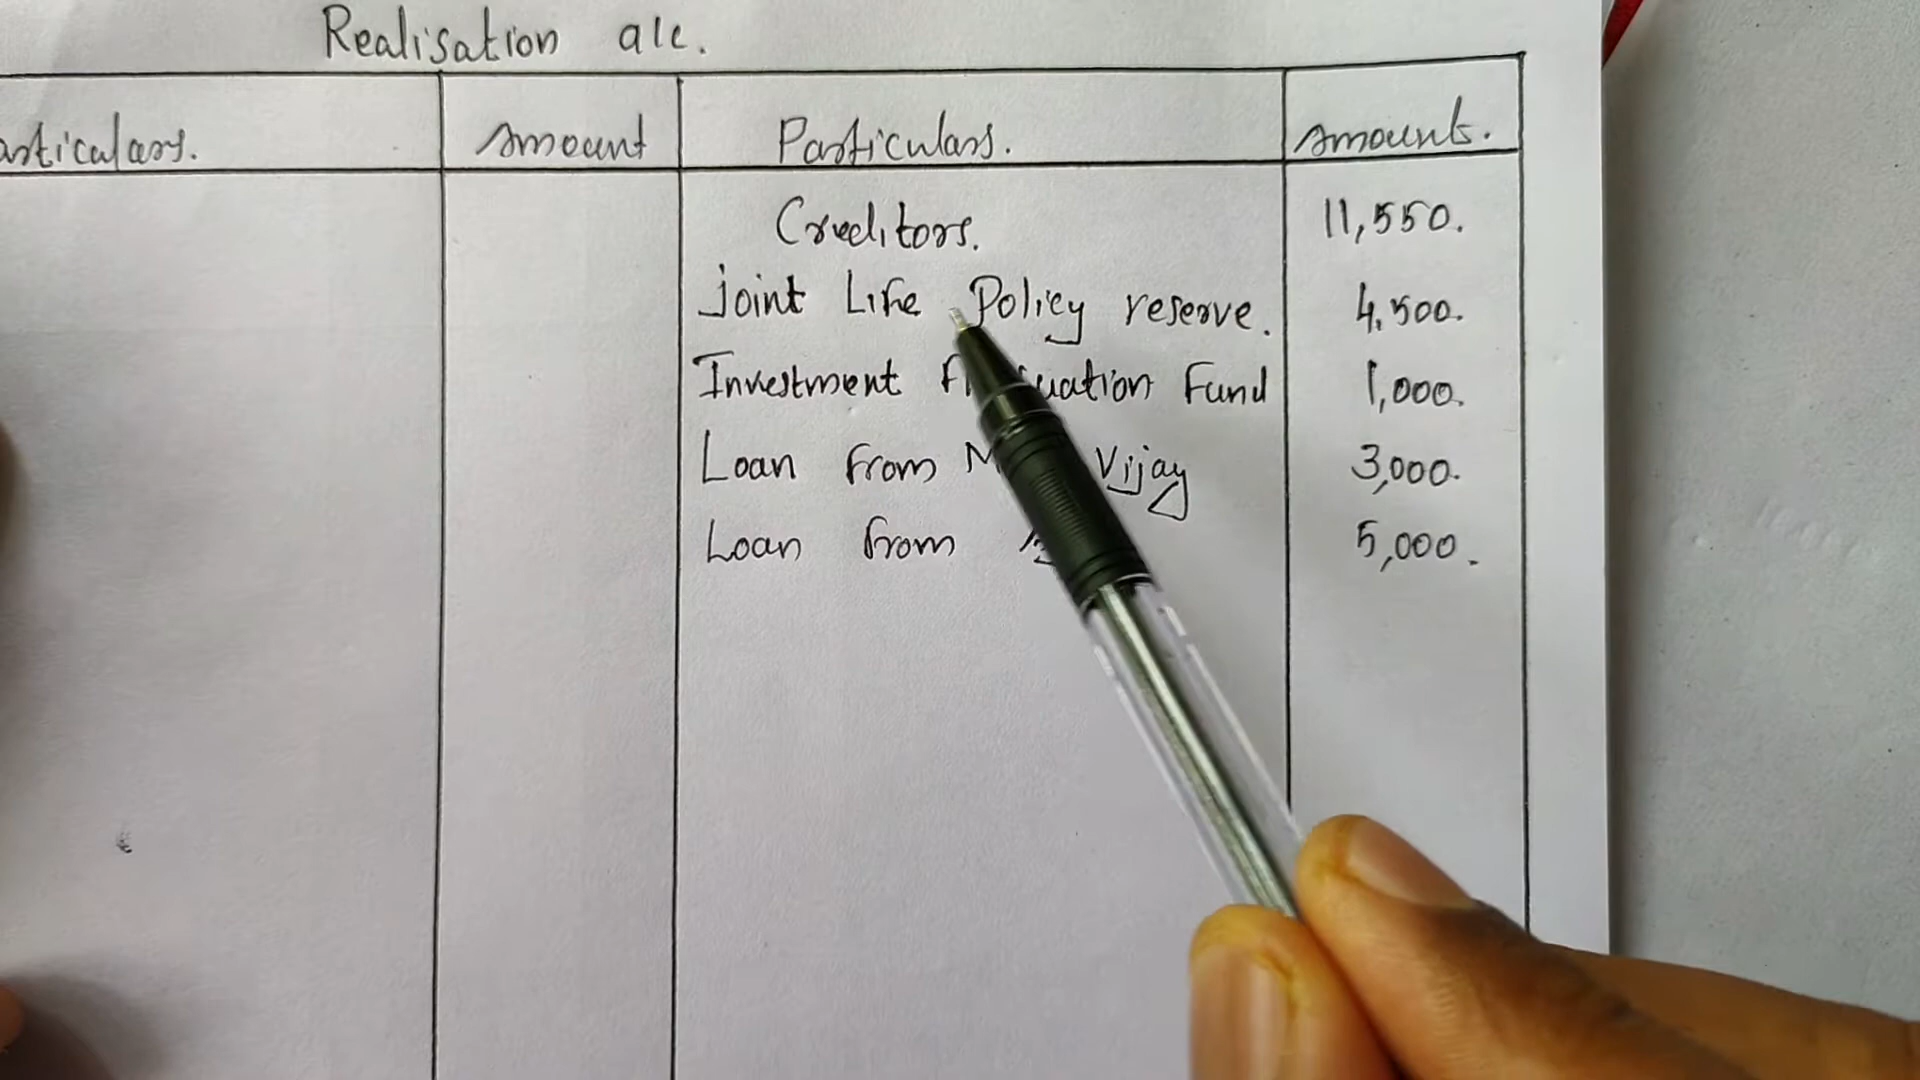 Realisation a/c.
articulars. Amount Particulars. Amounts.
Creditors. 11,550.
Joint Life Policy reserve. 4,500.
Investment Fund 1,000.
Loan from Vijay 3,000.
Loan from 5,000.